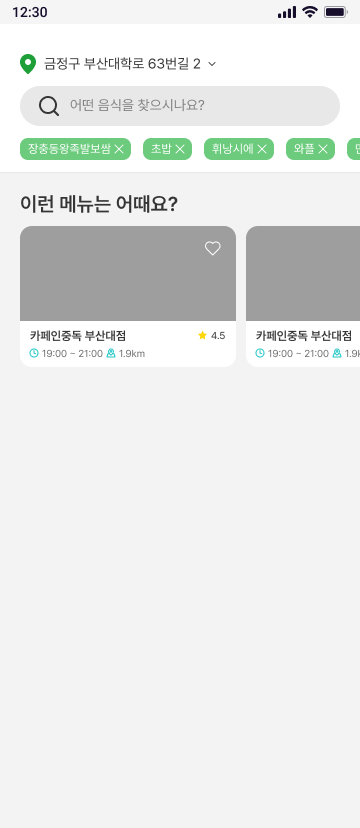 12:30
금정구 부산대학로 63번길 2
어떤 음식을 찾으시나요?
장충동왕족발보쌈 초밥 휘낭시에 와플
이런 메뉴는 어때요?
카페인중독 부산대점 4.5 카페인중독 부산대점
19:00 ~ 21:00 1.9km 19:00 ~ 21:00